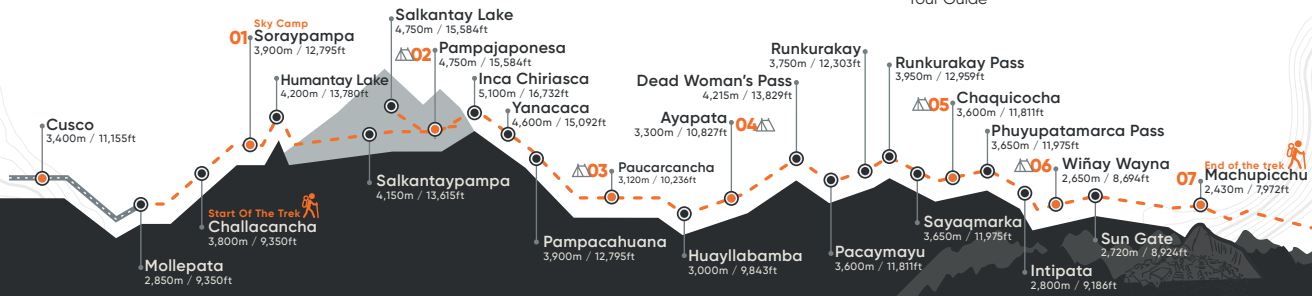 Tour Guide
Cusco
3,400m / 11,155ft
Mollepata
2,850m / 9,350ft
Start Of The Trek
Challacancha
3,800m / 9,350ft
Sky Camp
01 Soraypampa
3,900m / 12,795ft
Humantay Lake
4,200m / 13,780ft
Salkantay Lake
4,750m / 15,584ft
Salkantaypampa
4,150m / 13,615ft
02 Pampajaponesa
4,750m / 15,584ft
Inca Chiriasca
5,100m / 16,732ft
Yanacaca
4,600m / 15,092ft
Pampacahuana
3,900m / 12,795ft
03 Paucarcancha
3,120m / 10,236ft
Huayllabamba
3,000m / 9,843ft
Ayapata 04
3,300m / 10,827ft
Dead Woman's Pass
4,215m / 13,829ft
Pacaymayu
3,600m / 11,811ft
Runkurakay
3,750m / 12,303ft
Runkurakay Pass
3,950m / 12,959ft
Sayaqmarka
3,650m / 11,975ft
05 Chaquicocha
3,600m / 11,811ft
Phuyupatamarca Pass
3,650m / 11,975ft
Intipata
2,800m / 9,186ft
06 Wiñay Wayna
2,650m / 8,694ft
Sun Gate
2,720m / 8,924ft
End of the trek
07 Machupicchu
2,430m / 7,972ft